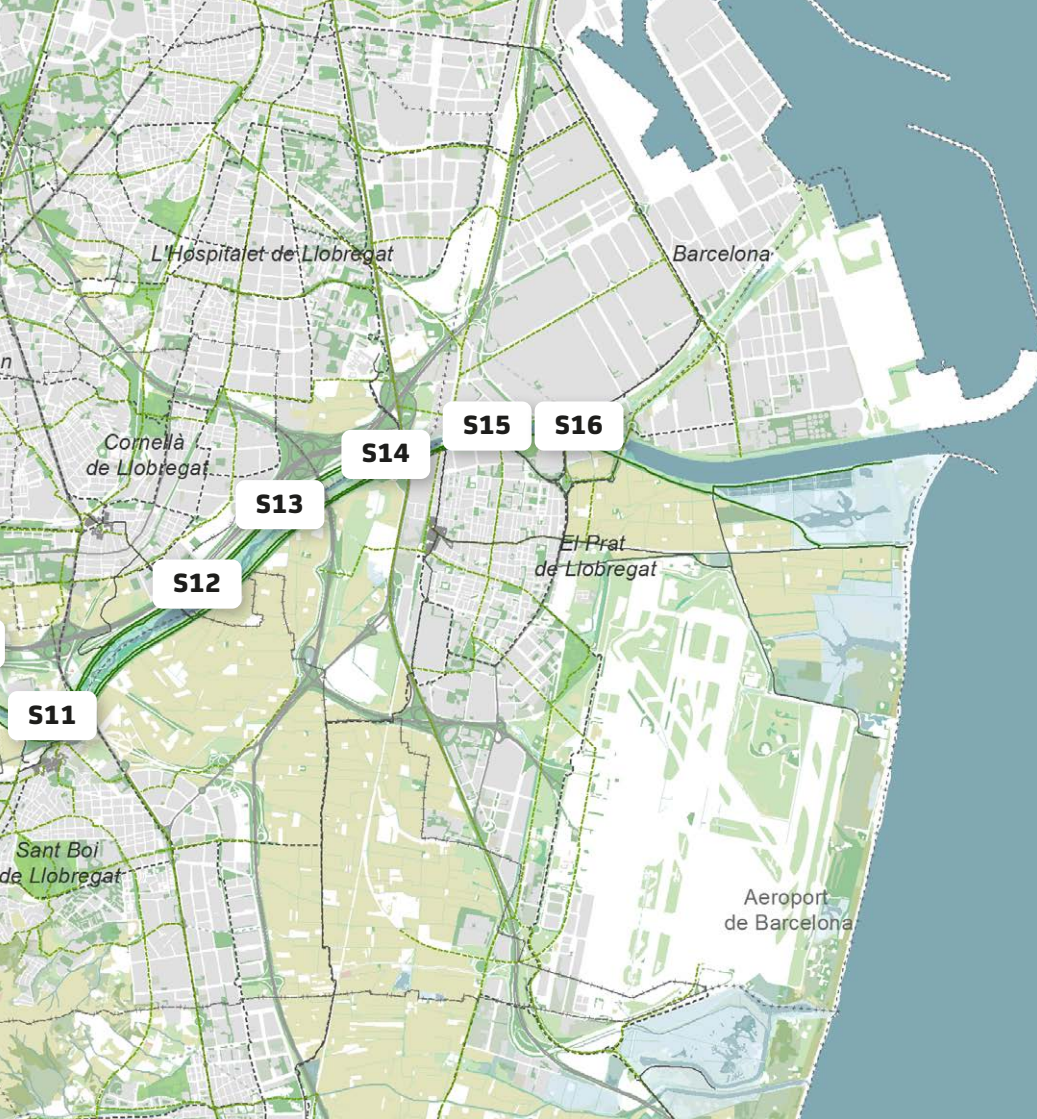 L'Hospitalet de Llobregat
Barcelona
n
S15
S16
Cornellà
de Llobregat
S14
S13
El Prat
de Llobregat
S12
S11
Sant Boi
de Llobregat
Aeroport
de Barcelona